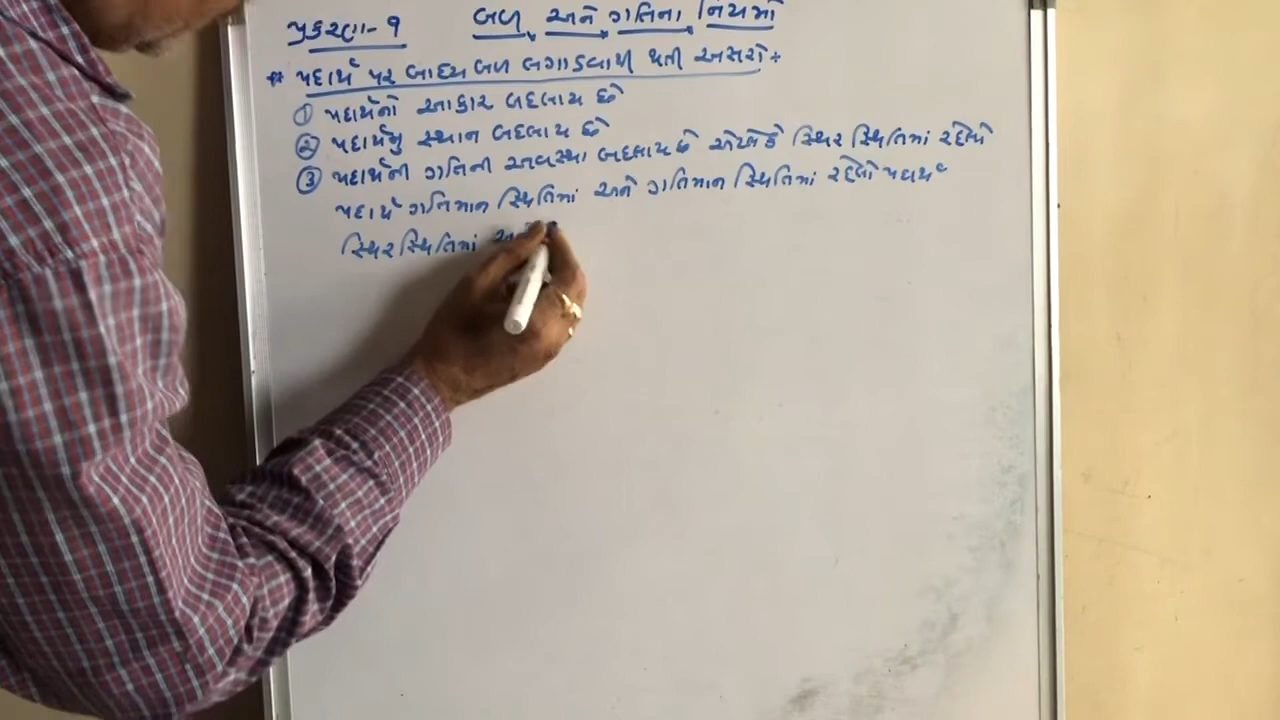 પ્રકરણ-૧ બળ અને ગતિના નિયમો
** પદાર્થ પર બાહ્ય બળ લગાડવાથી થતી અસરો ÷
① પદાર્થનો આકાર બદલાય છે
② પદાર્થનુ સ્થાન બદલાય છે
③ પદાર્થની ગતિની અવસ્થા બદલાય છે એટલેકે સ્થિર સ્થિતિમાં રહેલો
પદાર્થ ગતિમાન સ્થિતિમાં અને ગતિમાન સ્થિતિમાં રહેલો પદાર્થ
સ્થિર સ્થિતિમાં